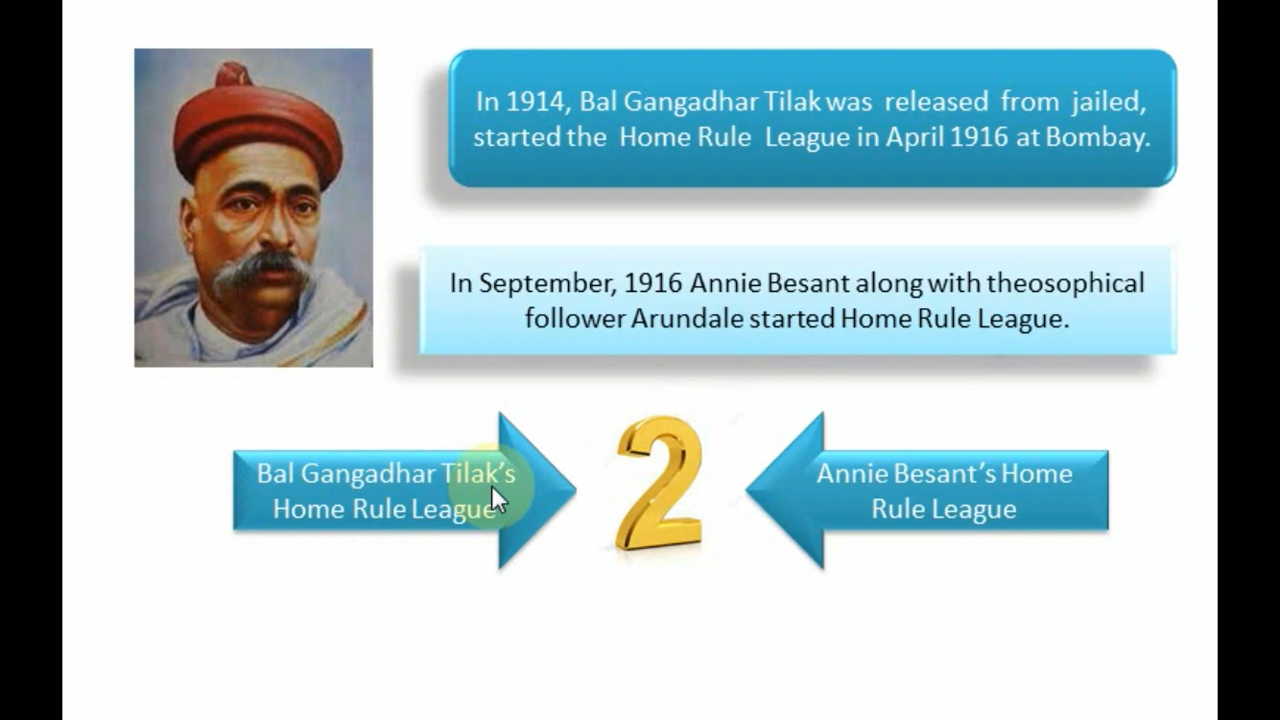 In 1914, Bal Gangadhar Tilak was released from jailed,
started the Home Rule League in April 1916 at Bombay.
In September, 1916 Annie Besant along with theosophical
follower Arundale started Home Rule League.
Bal Gangadhar Tilak’s
Home Rule League
2
Annie Besant’s Home
Rule League